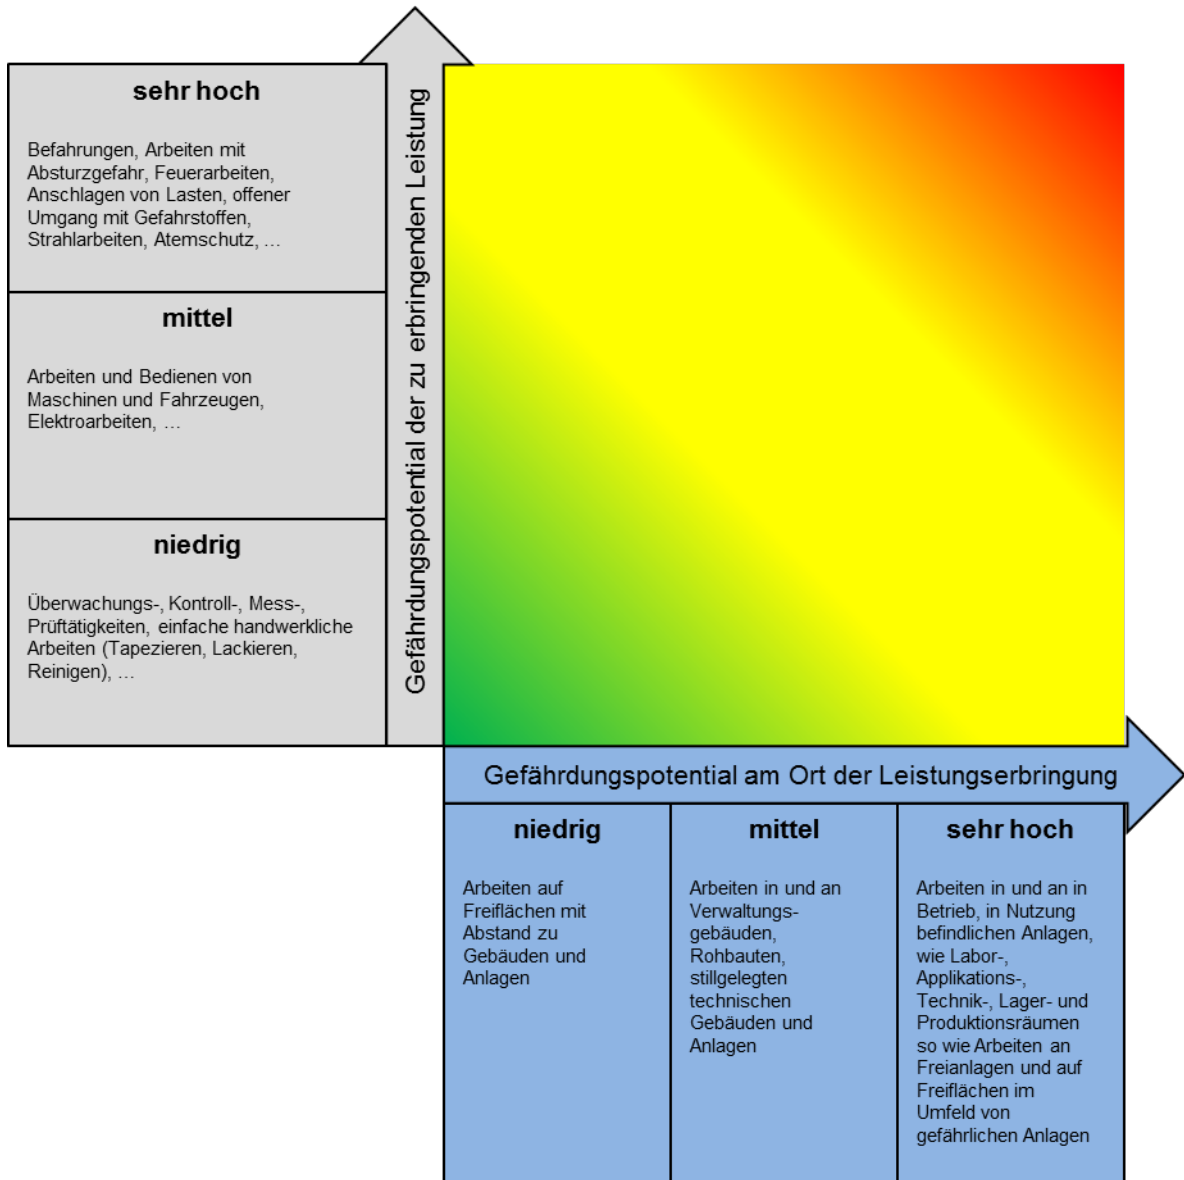 sehr hoch
Befahrungen, Arbeiten mit
Absturzgefahr, Feuerarbeiten,
Anschlagen von Lasten, offener
Umgang mit Gefahrstoffen,
Strahlarbeiten, Atemschutz, …
mittel
Arbeiten und Bedienen von
Maschinen und Fahrzeugen,
Elektroarbeiten, …
niedrig
Überwachungs-, Kontroll-, Mess-,
Prüftätigkeiten, einfache handwerkliche
Arbeiten (Tapezieren, Lackieren,
Reinigen), …
Gefährdungspotential der zu erbringenden Leistung
Gefährdungspotential am Ort der Leistungserbringung
niedrig
Arbeiten auf
Freiflächen mit
Abstand zu
Gebäuden und
Anlagen
mittel
Arbeiten in und an
Verwaltungs-
gebäuden,
Rohbauten,
stillgelegten
technischen
Gebäuden und
Anlagen
sehr hoch
Arbeiten in und an in
Betrieb, in Nutzung
befindlichen Anlagen,
wie Labor-,
Applikations-,
Technik-, Lager- und
Produktionsräumen
so wie Arbeiten an
Freianlagen und auf
Freiflächen im
Umfeld von
gefährlichen Anlagen